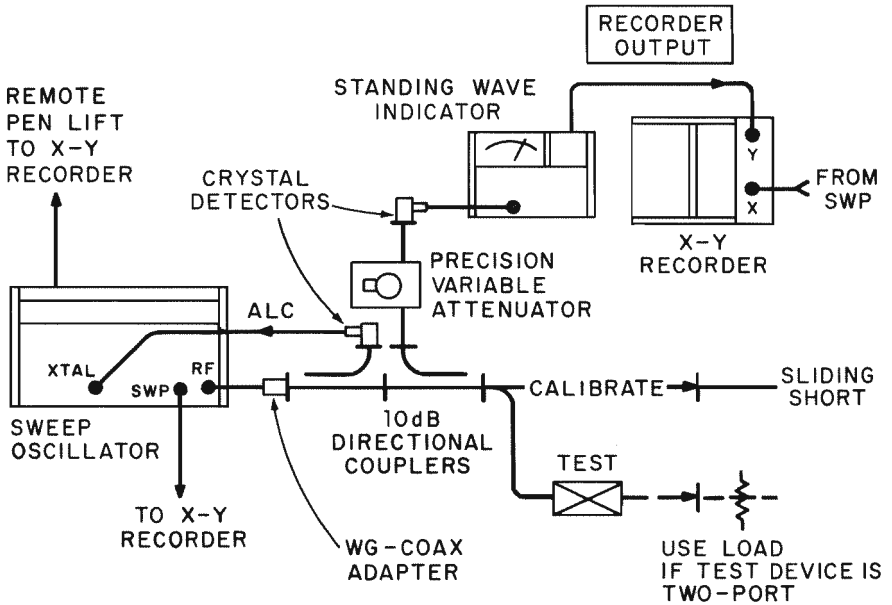 RECORDER
OUTPUT
STANDING WAVE
INDICATOR
REMOTE
PEN LIFT
TO X-Y
RECORDER
Y
X
FROM
SWP
X-Y
RECORDER
CRYSTAL
DETECTORS
PRECISION
VARIABLE
ATTENUATOR
ALC
XTAL
SWP
RF
SWEEP
OSCILLATOR
10dB
DIRECTIONAL
COUPLERS
CALIBRATE
SLIDING
SHORT
TEST
TO X-Y
RECORDER
WG-COAX
ADAPTER
USE LOAD
IF TEST DEVICE IS
TWO-PORT